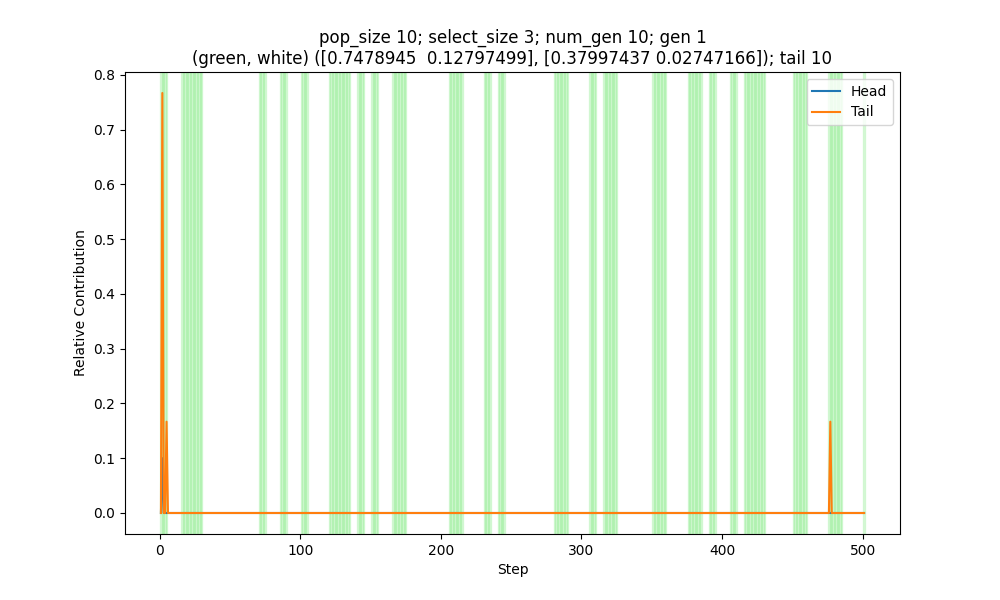 pop_size 10; select_size 3; num_gen 10; gen 1
(green, white) ([0.7478945  0.12797499], [0.37997437 0.02747166]); tail 10
Head
Tail
Relative Contribution
0.8
0.7
0.6
0.5
0.4
0.3
0.2
0.1
0.0
0 100 200 300 400 500
Step